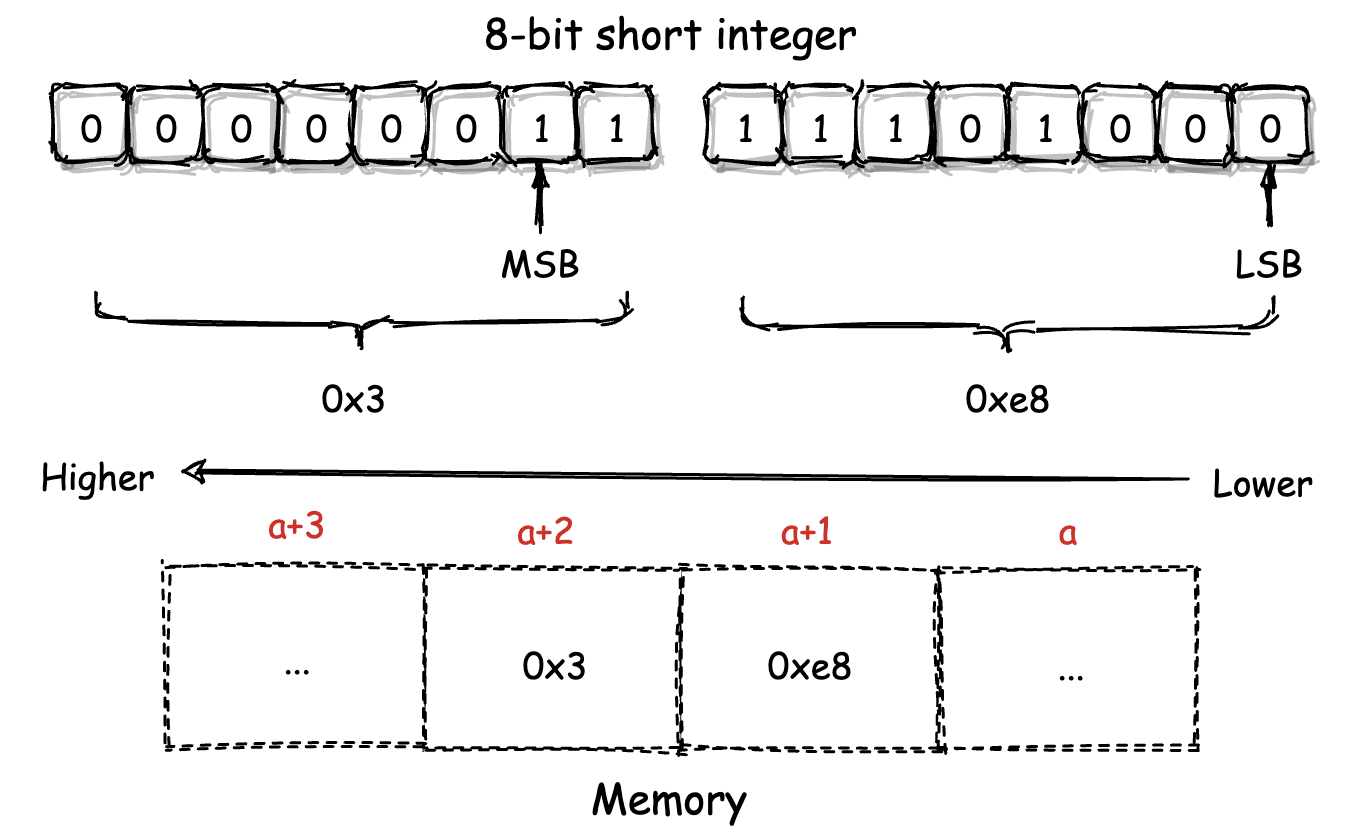 8-bit short integer
0 0 0 0 0 0 1 1 1 1 1 0 1 0 0 0
MSB LSB
0x3 0xe8
Higher Lower
a+3 a+2 a+1 a
... 0x3 0xe8 ...
Memory